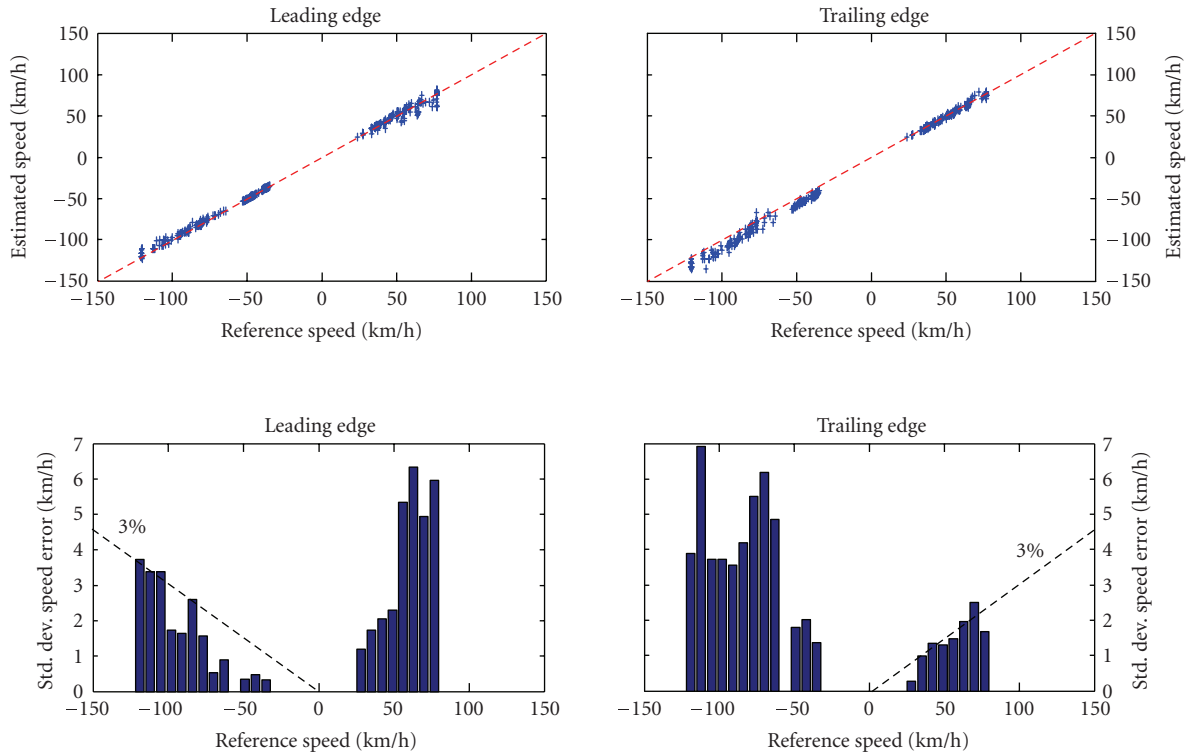 Leading edge
150
100
50
0
−50
−100
−150
Estimated speed (km/h)
−150 −100 −50 0 50 100 150
Reference speed (km/h)
Trailing edge
150
100
50
0
−50
−100
−150
Estimated speed (km/h)
−150 −100 −50 0 50 100 150
Reference speed (km/h)
Leading edge
7
6
5
4
3
2
1
0
Std. dev. speed error (km/h)
3%
−150 −100 −50 0 50 100 150
Reference speed (km/h)
Trailing edge
7
6
5
4
3
2
1
0
Std. dev. speed error (km/h)
3%
−150 −100 −50 0 50 100 150
Reference speed (km/h)